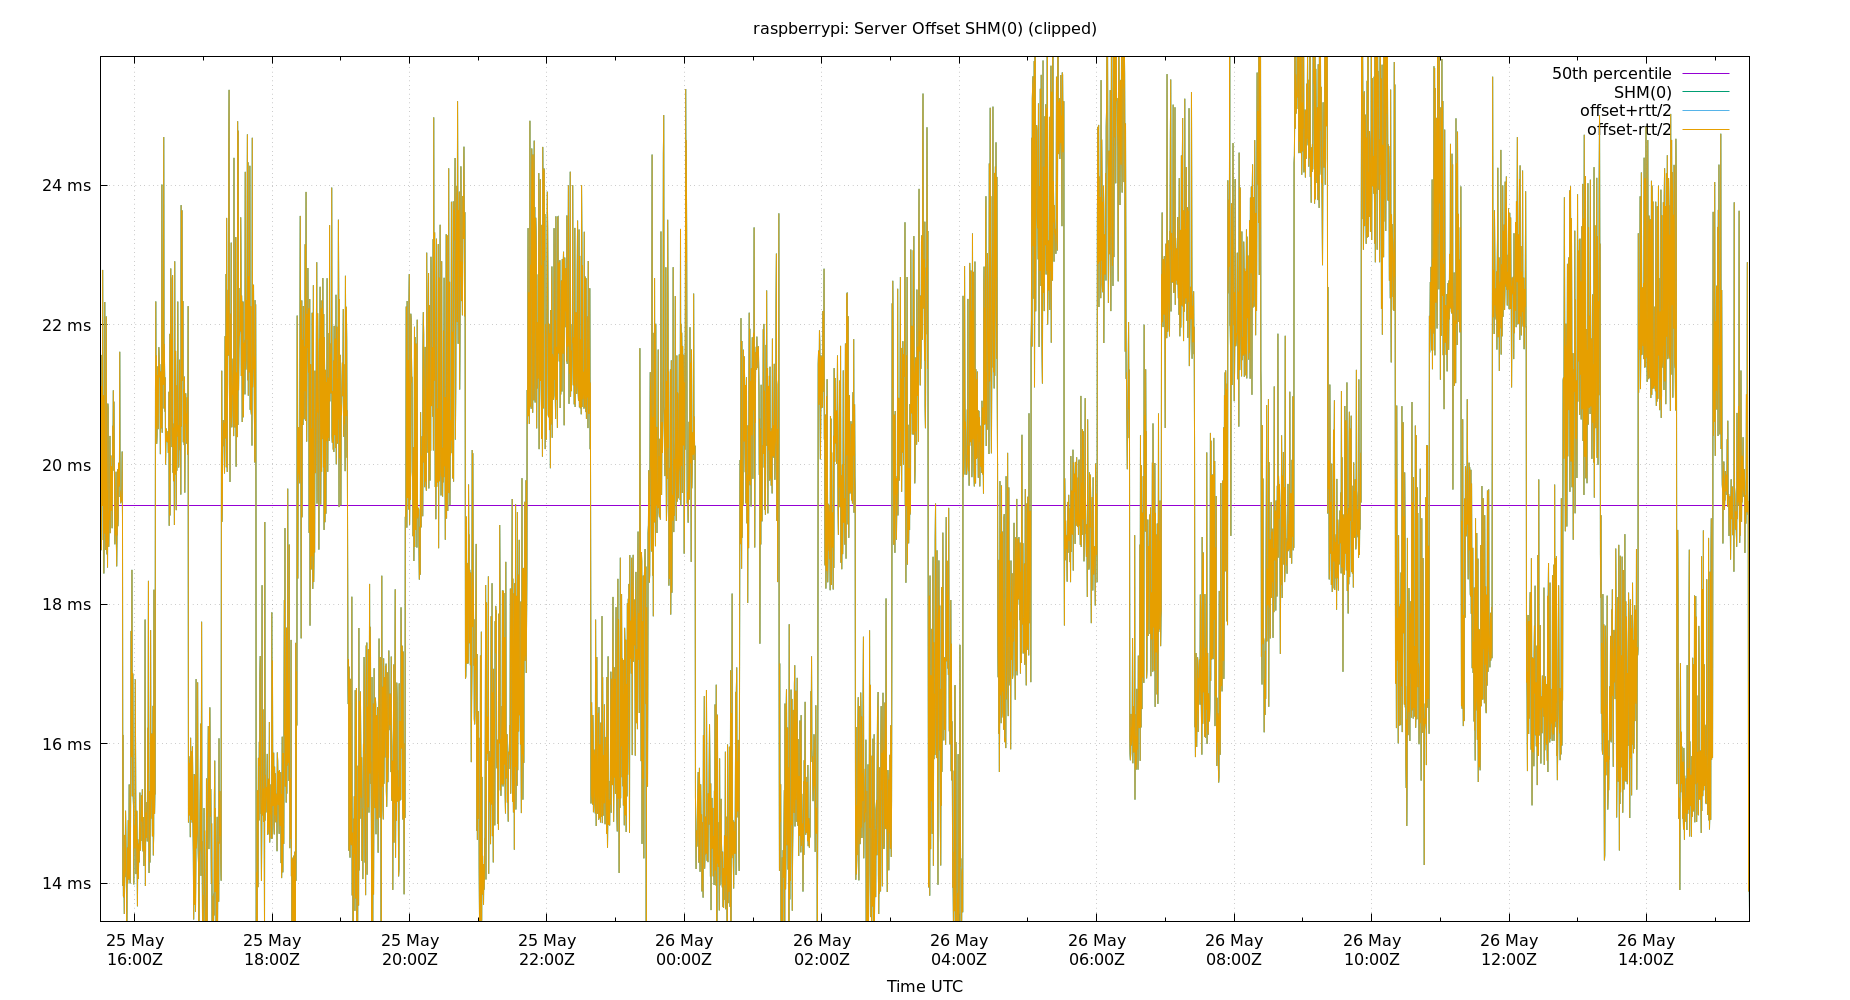 raspberrypi: Server Offset SHM(0) (clipped)
50th percentile
SHM(0)
offset+rtt/2
offset-rtt/2
24 ms
22 ms
20 ms
18 ms
16 ms
14 ms
25 May 25 May 25 May 25 May 26 May 26 May 26 May 26 May 26 May 26 May 26 May 26 May
16:00Z 18:00Z 20:00Z 22:00Z 00:00Z 02:00Z 04:00Z 06:00Z 08:00Z 10:00Z 12:00Z 14:00Z
Time UTC